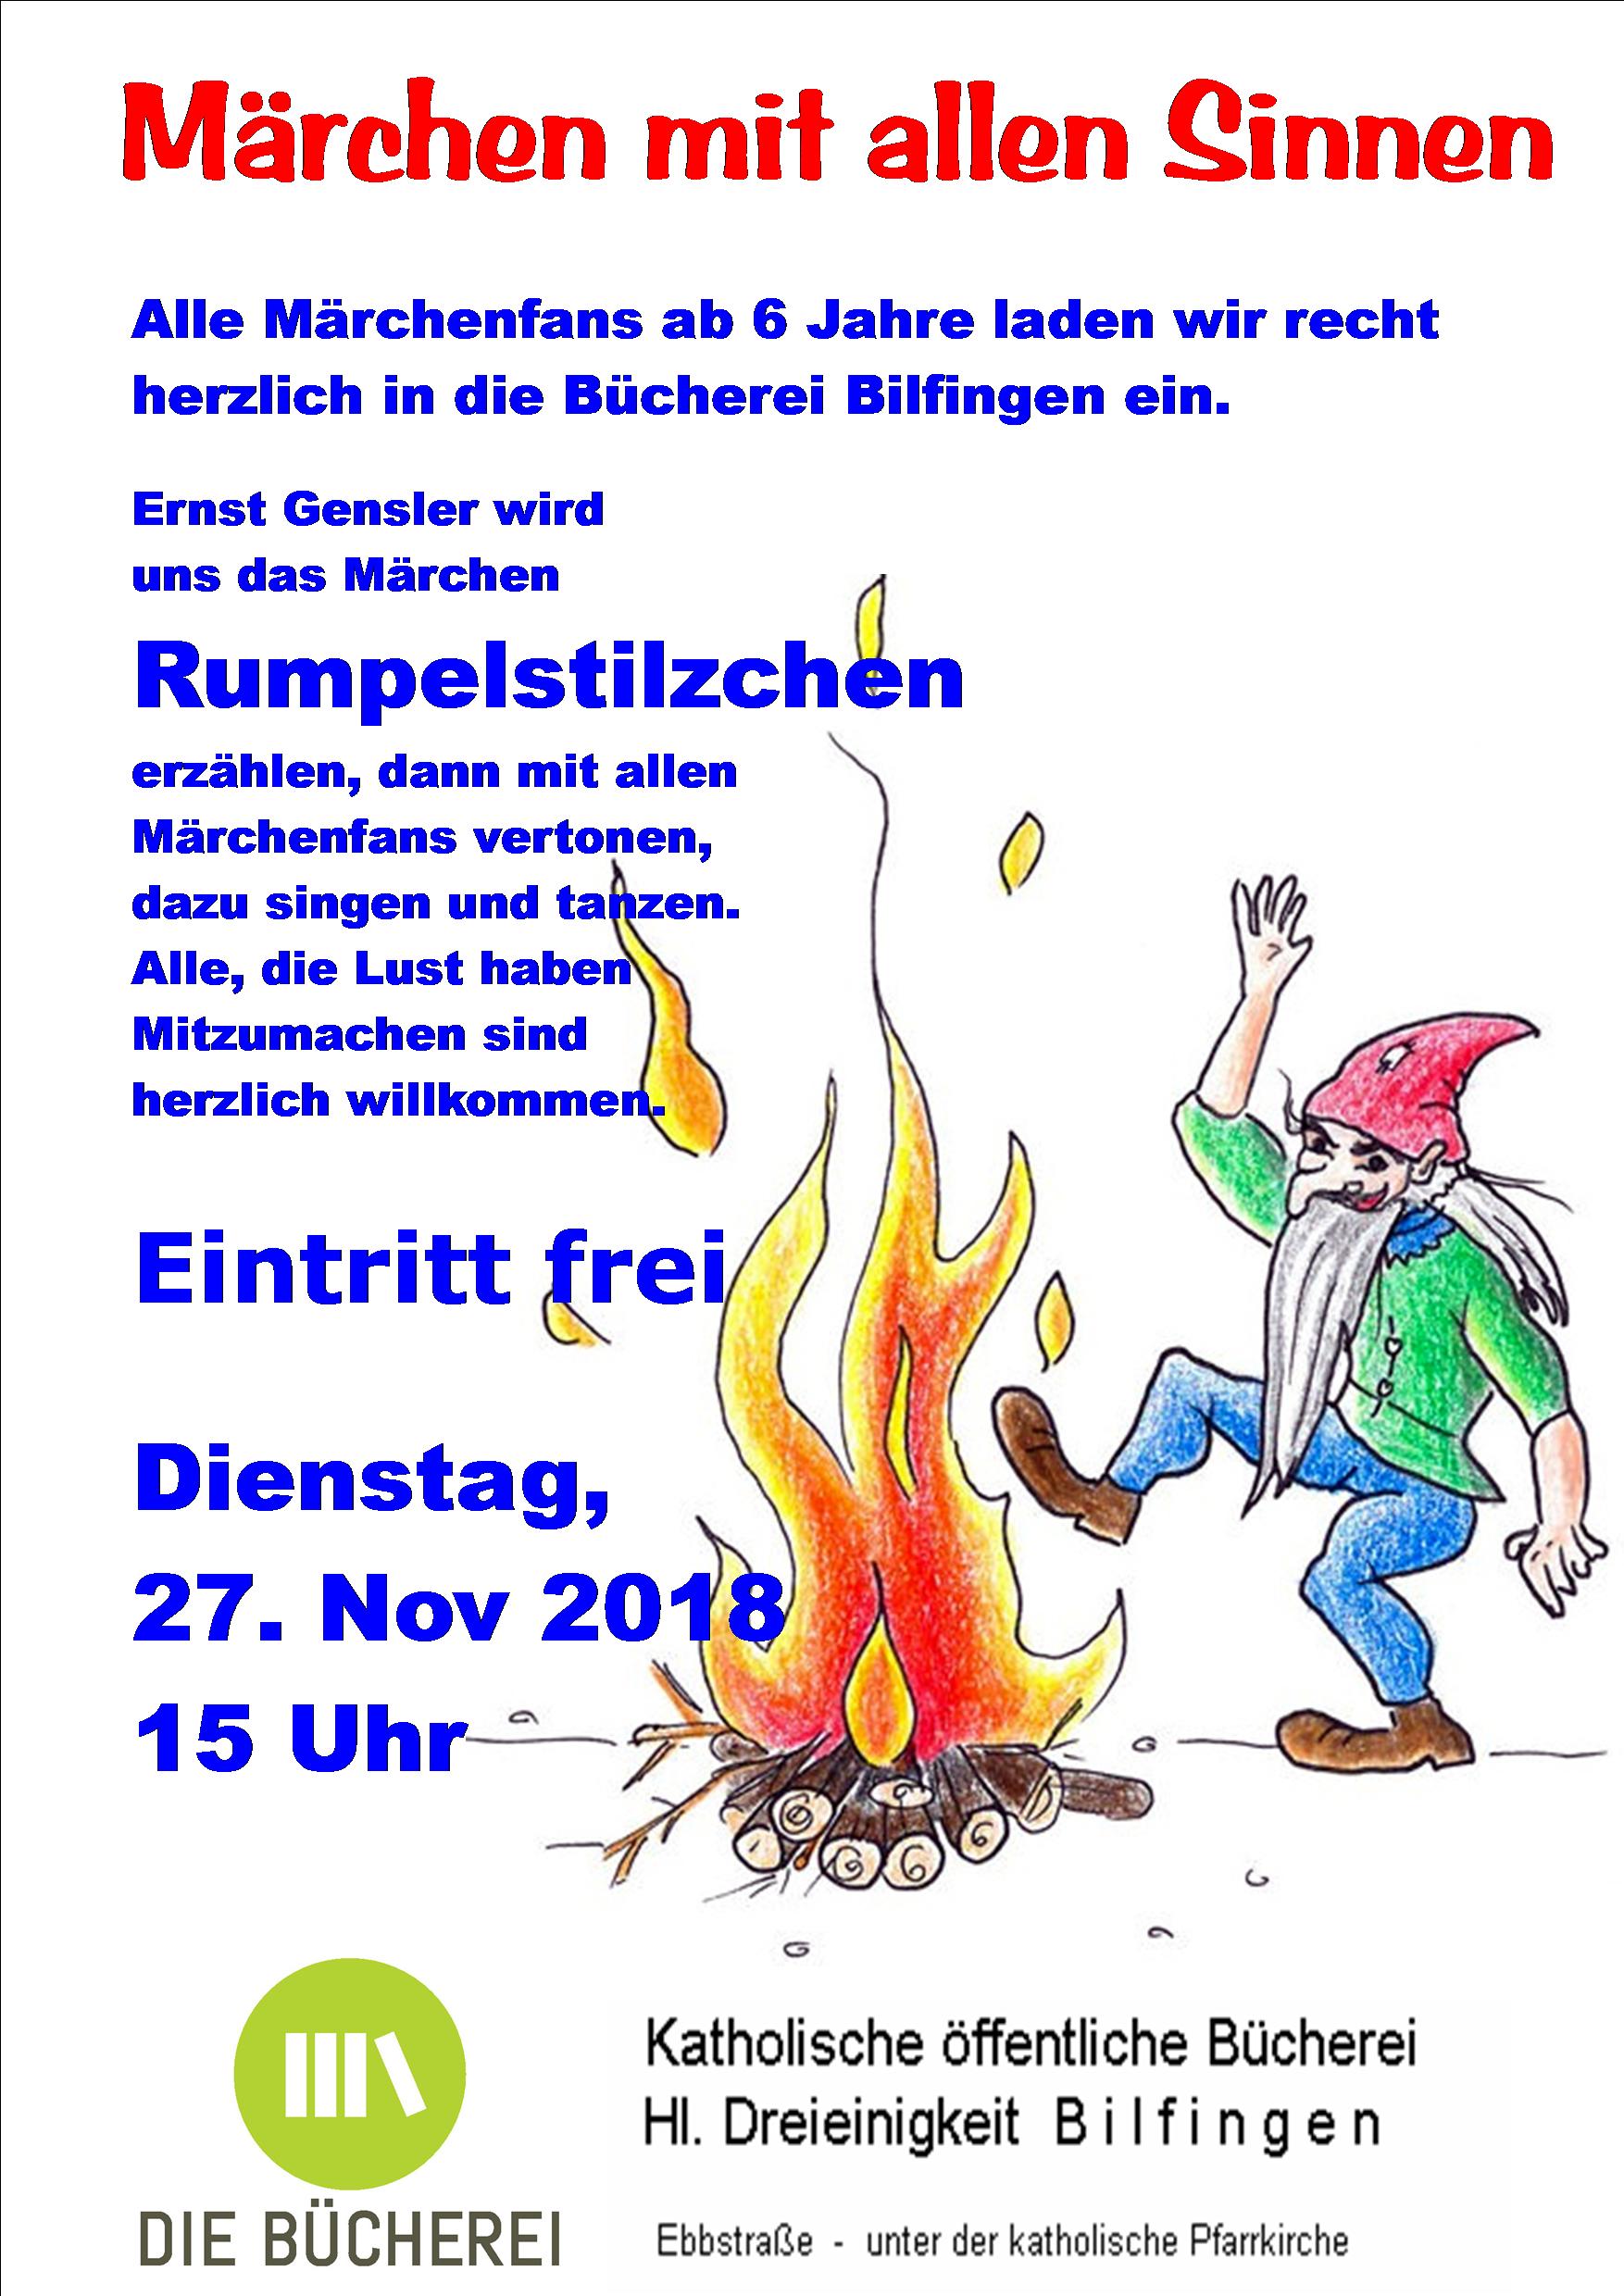 Märchen mit allen Sinnen
Alle Märchenfans ab 6 Jahre laden wir recht
herzlich in die Bücherei Bilfingen ein.
Ernst Gensler wird
uns das Märchen
Rumpelstilzchen
erzählen, dann mit allen
Märchenfans vertonen,
dazu singen und tanzen.
Alle, die Lust haben
Mitzumachen sind
herzlich willkommen.
Eintritt frei
Dienstag,
27. Nov 2018
15 Uhr
Katholische öffentliche Bücherei
Hl. Dreieinigkeit B i l f i n g e n
DIE BÜCHEREI
Ebbstraße - unter der katholische Pfarrkirche